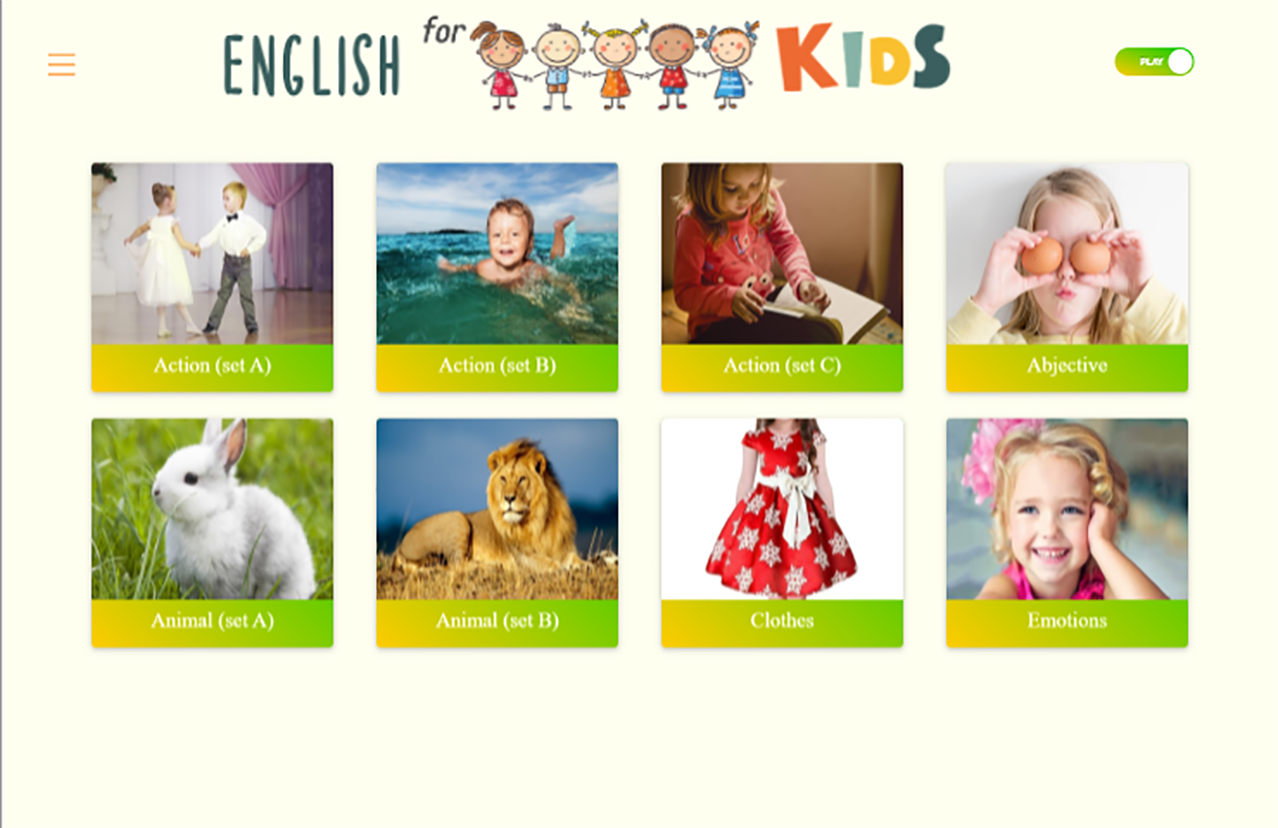 ENGLISH for KIDS
PLAY
Action (set A)
Action (set B)
Action (set C)
Abjective
Animal (set A)
Animal (set B)
Clothes
Emotions